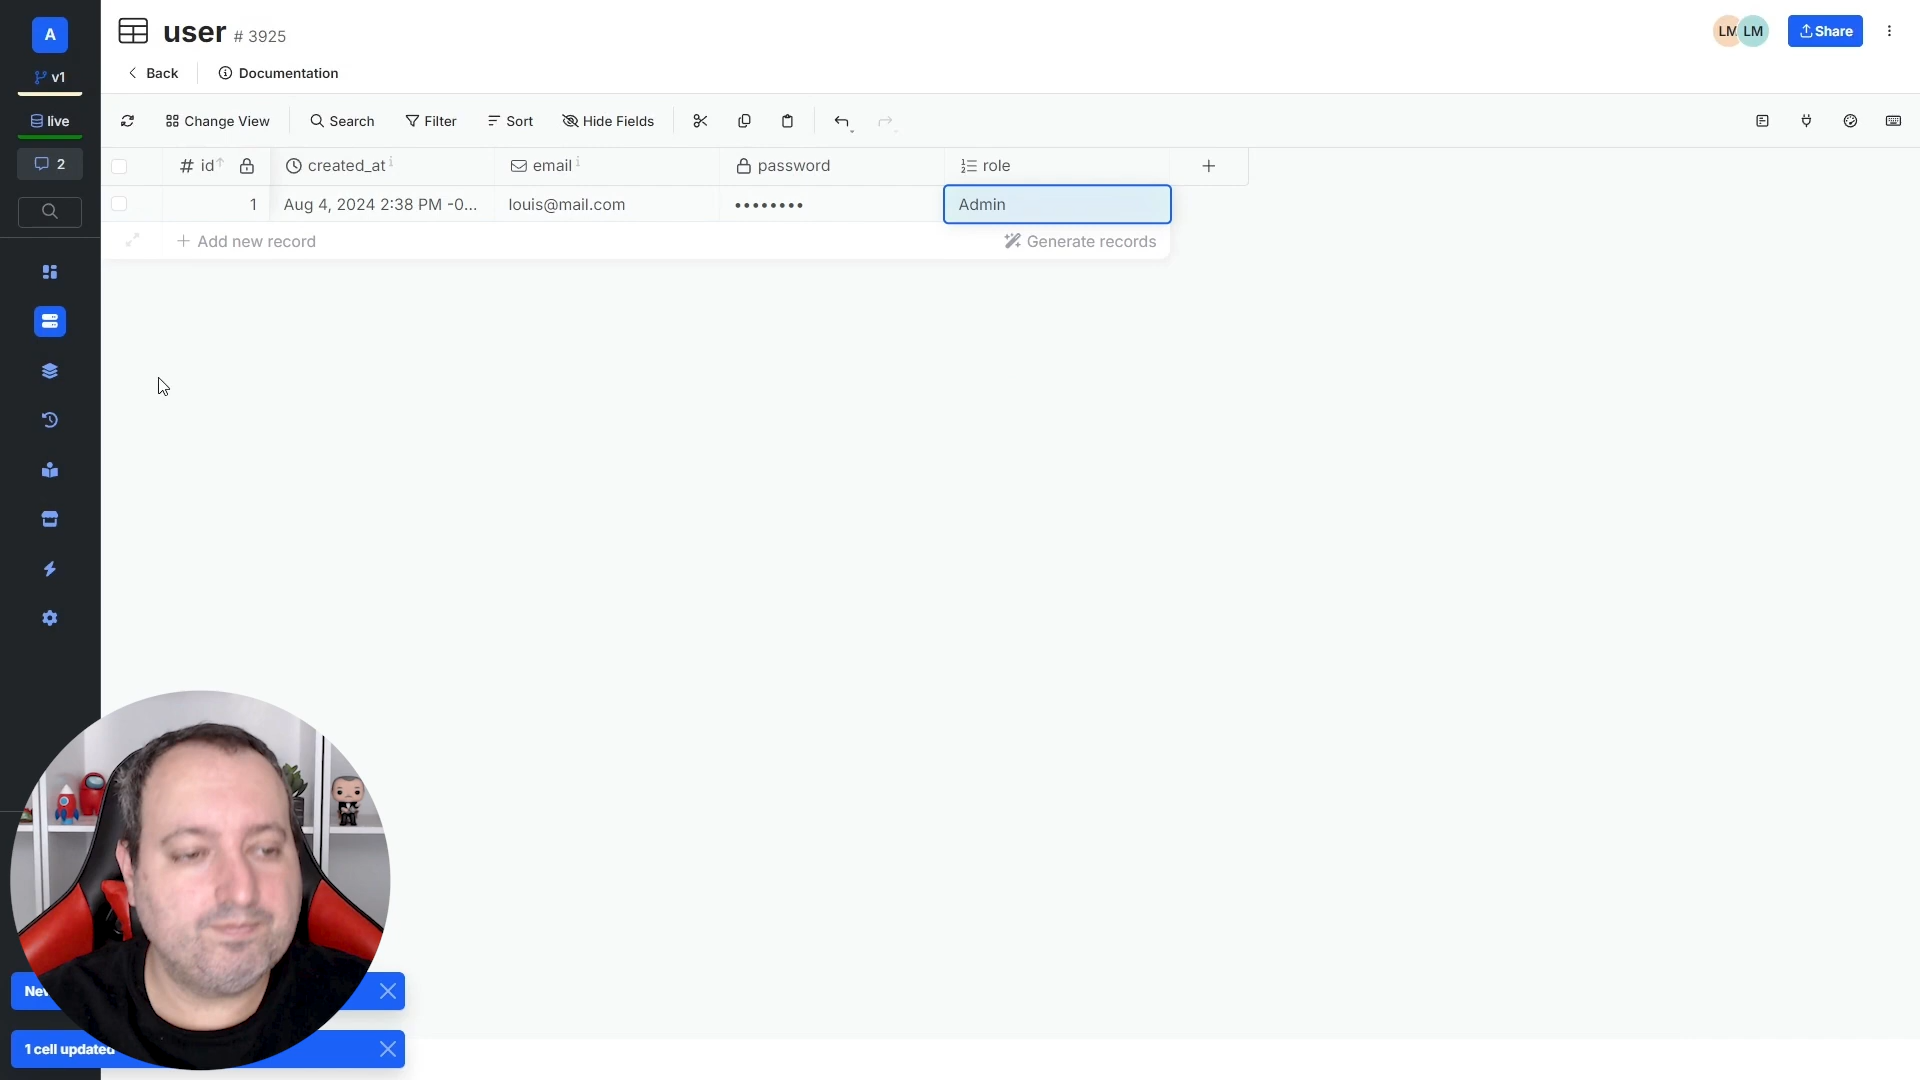 A
user # 3925
LM LM Share
v1
Back Documentation
live
Change View Search Filter Sort Hide Fields
2
# id created_at email password role
1 Aug 4, 2024 2:38 PM -0... louis@mail.com •••••••• Admin
+ Add new record Generate records
1 cell updated